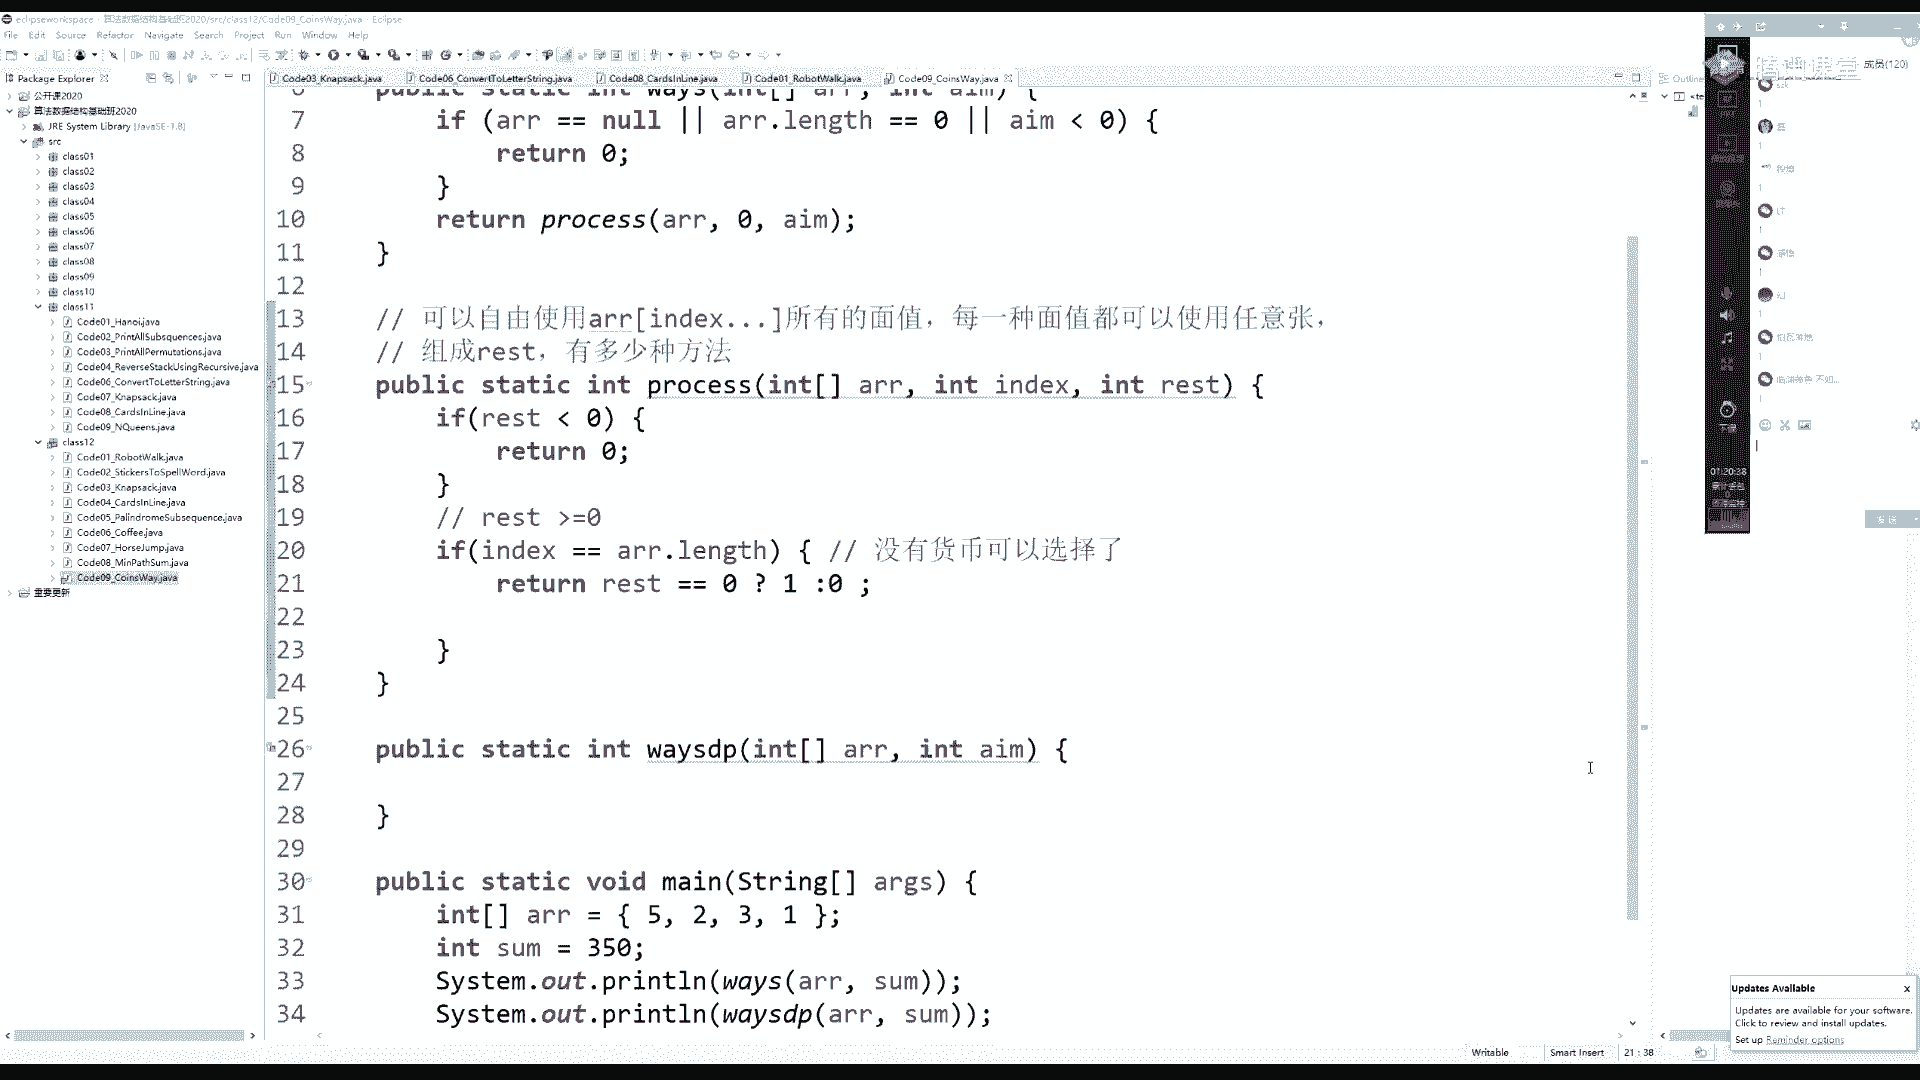 eclipseworkspace - 算法数据结构基础班2020/src/class12/Code09_CoinsWay.java - Eclipse
File Edit Source Refactor Navigate Search Project Run Window Help
Package Explorer
Code03_Knapsack.java
Code06_ConvertToLetterString.java
Code08_CardsInLine.java
Code01_RobotWalk.java
Code09_CoinsWay.java
Outline
成员(120)
公开课2020
算法数据结构基础班2020
JRE System Library [JavaSE-1.8]
src
class01
class02
class03
class04
class05
class06
class07
class08
class09
class10
class11
Code01_Hanoi.java
Code02_PrintAllSubsquences.java
Code03_PrintAllPermutations.java
Code04_ReverseStackUsingRecursive.java
Code06_ConvertToLetterString.java
Code07_Knapsack.java
Code08_CardsInLine.java
Code09_NQueens.java
class12
Code01_RobotWalk.java
Code02_StickersToSpellWord.java
Code03_Knapsack.java
Code04_CardsInLine.java
Code05_PalindromeSubsequence.java
Code06_Coffee.java
Code07_HorseJump.java
Code08_MinPathSum.java
Code09_CoinsWay.java
重要更新
public static int ways(int[] arr, int aim) {
7 if (arr == null || arr.length == 0 || aim < 0) {
8 return 0;
9 }
10 return process(arr, 0, aim);
11 }
12
13 // 可以自由使用arr[index...]所有的面值，每一种面值都可以使用任意张，
14 // 组成rest，有多少种方法
15 public static int process(int[] arr, int index, int rest) {
16 if(rest < 0) {
17 return 0;
18 }
19 // rest >=0
20 if(index == arr.length) { // 没有货币可以选择了
21 return rest == 0 ? 1 :0 ;
22
23 }
24 }
25
26 public static int waysdp(int[] arr, int aim) {
27
28 }
29
30 public static void main(String[] args) {
31 int[] arr = { 5, 2, 3, 1 };
32 int sum = 350;
33 System.out.println(ways(arr, sum));
34 System.out.println(waysdp(arr, sum));
01:20:38
发送
Updates Available
Updates are available for your software.
Click to review and install updates.
Set up Reminder options
Writable Smart Insert 21 : 38